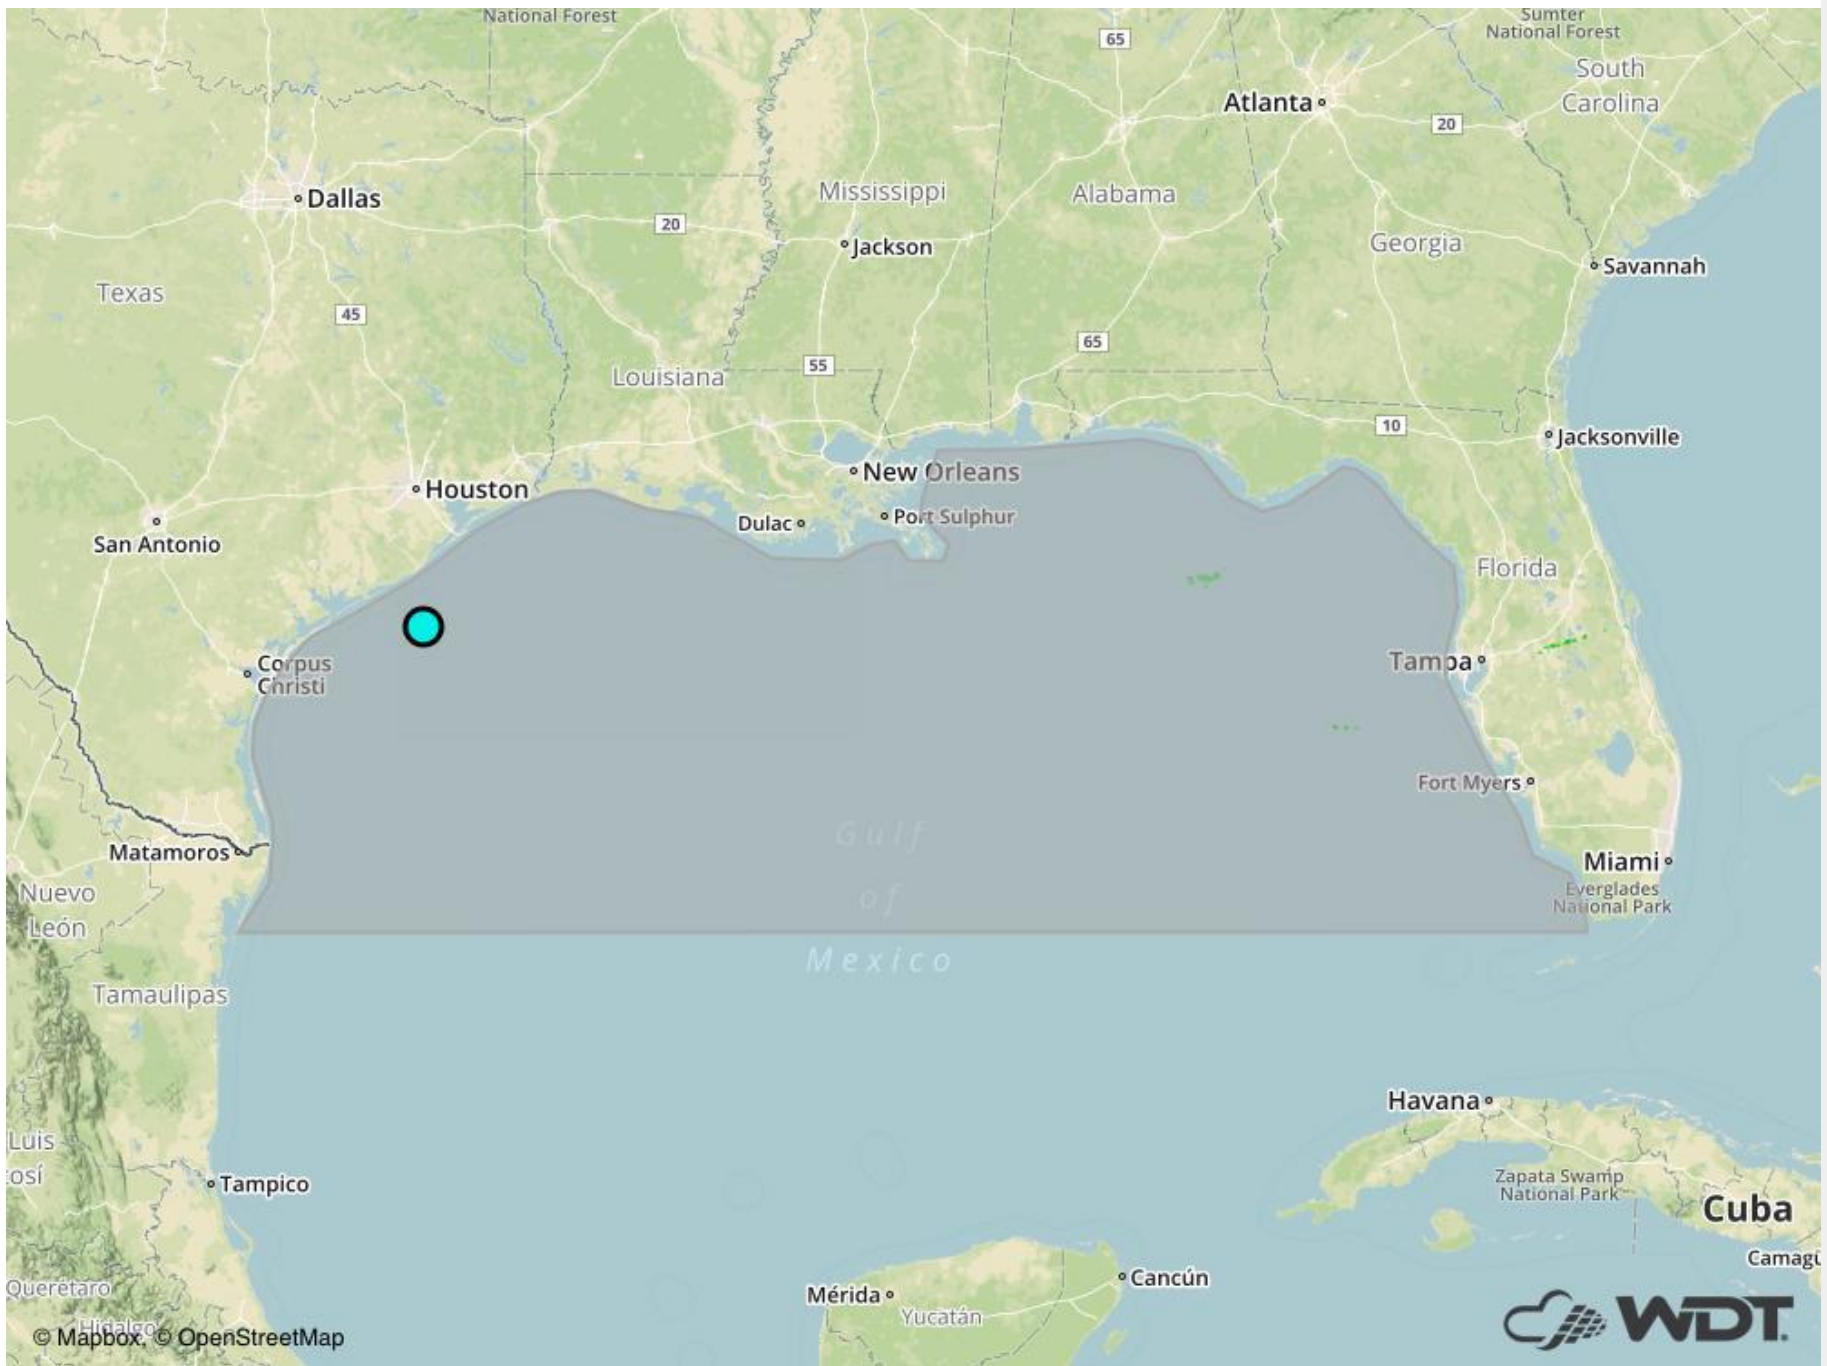 National Forest
Sumter
National Forest
65
South
Carolina
Atlanta
20
Dallas
Mississippi
Alabama
20
Jackson
Georgia
Savannah
Texas
45
65
55
Louisiana
10
Jacksonville
New Orleans
Houston
Dulac
Port Sulphur
San Antonio
Florida
Corpus
Christi
Tampa
Fort Myers
Gulf
of
Mexico
Matamoros
Miami
Everglades
National Park
Nuevo
León
Tamaulipas
Havana
Luis
osí
Tampico
Zapata Swamp
National Park
Cuba
Camagü
Cancún
Mérida
Yucatán
Querétaro
Hidalgo
© Mapbox, © OpenStreetMap
WDT